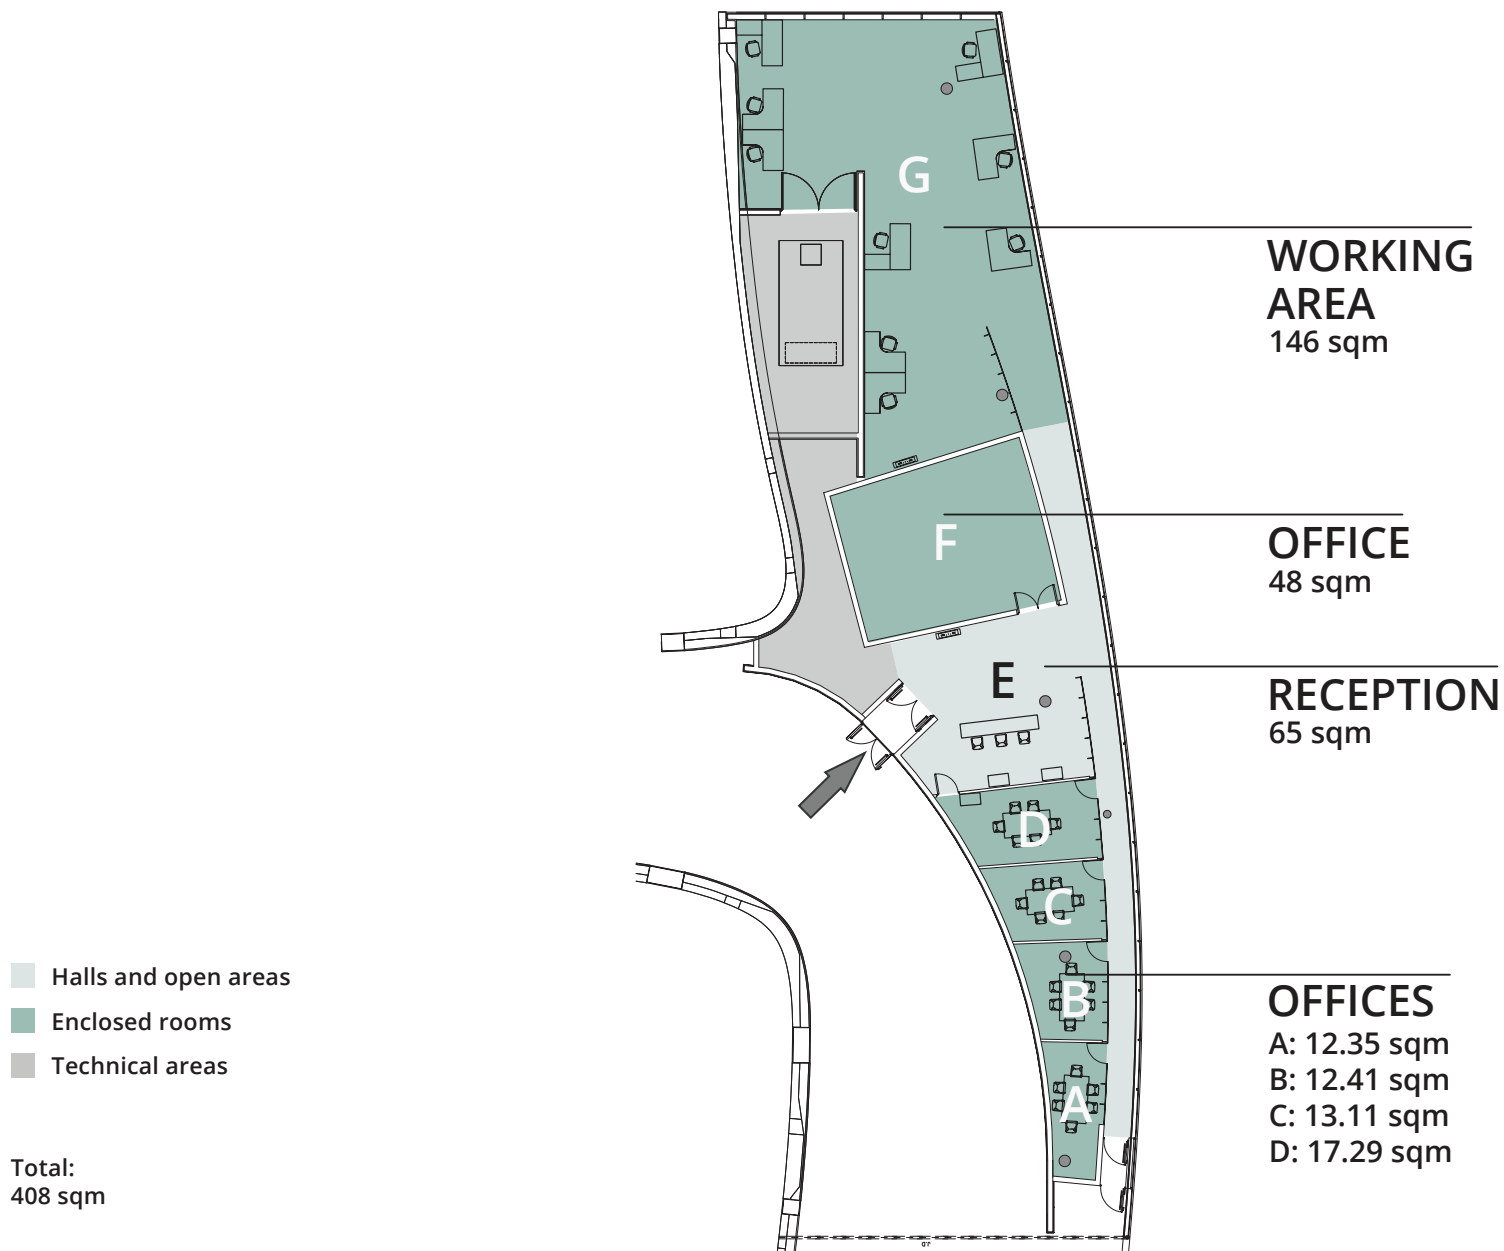 G
WORKING
AREA
146 sqm
F
OFFICE
48 sqm
E
RECEPTION
65 sqm
D
C
B
A
OFFICES
A: 12.35 sqm
B: 12.41 sqm
C: 13.11 sqm
D: 17.29 sqm
Halls and open areas
Enclosed rooms
Technical areas
Total:
408 sqm